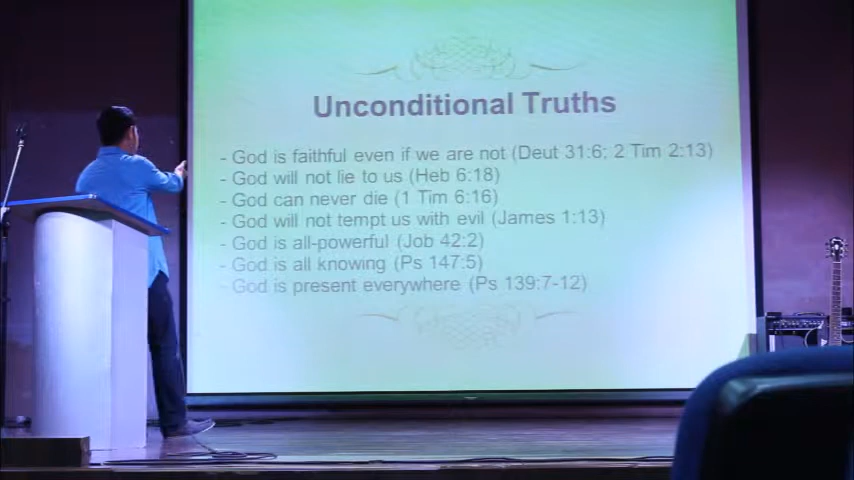 Unconditional Truths
- God is faithful even if we are not (Deut 31:6; 2 Tim 2:13)
- God will not lie to us (Heb 6:18)
- God can never die (1 Tim 6:16)
- God will not tempt us with evil (James 1:13)
- God is all-powerful (Job 42:2)
- God is all knowing (Ps 147:5)
- God is present everywhere (Ps 139:7-12)